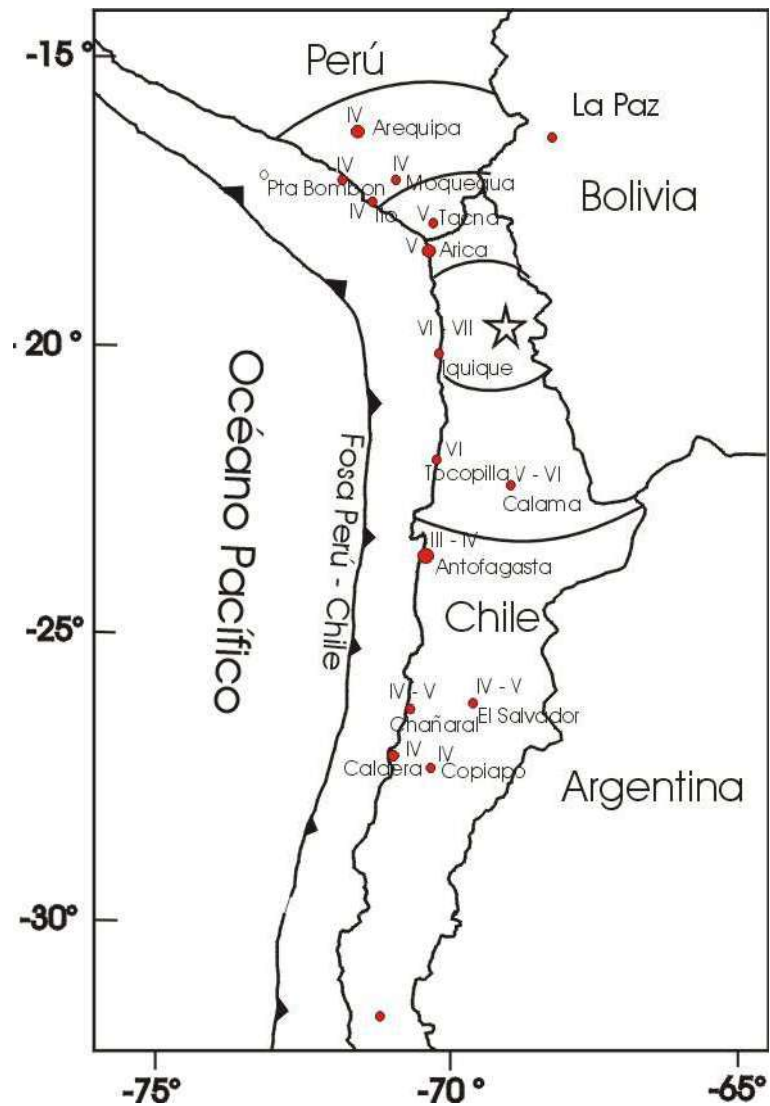 -15°
Perú
La Paz
IV
Arequipa
IV
IV
Pta Bombon
Moquegua
IV
Ilo
V
Tacna
Bolivia
V
Arica
VI - VII
-20°
Iquique
Océano Pacífico
Fosa Perú - Chile
VI
Tocopilla
V - VI
Calama
III - IV
Antofagasta
Chile
-25°
IV - V
IV - V
Chañaral
El Salvador
IV
IV
Caldera
Copiapo
Argentina
-30°
-75°
-70°
-65°